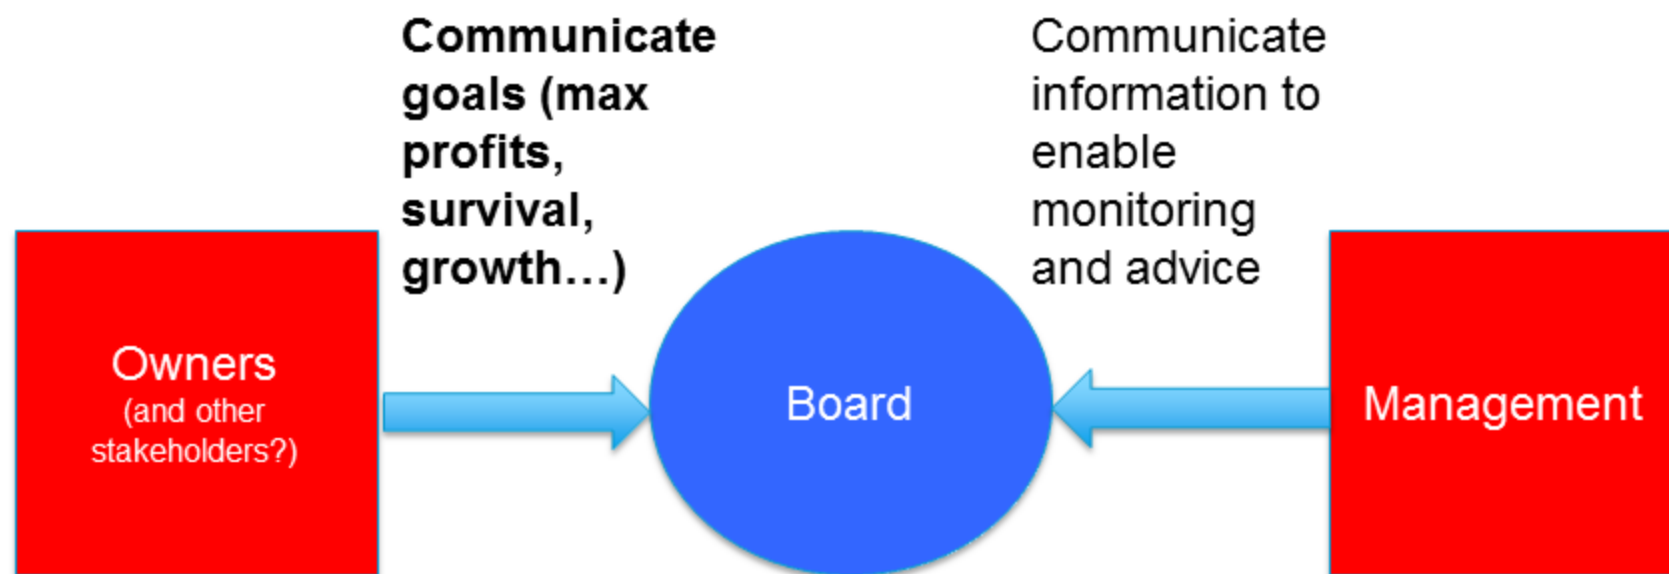 Communicate
goals (max
profits,
survival,
growth…)
Communicate
information to
enable
monitoring
and advice
Owners
(and other
stakeholders?)
Board
Management